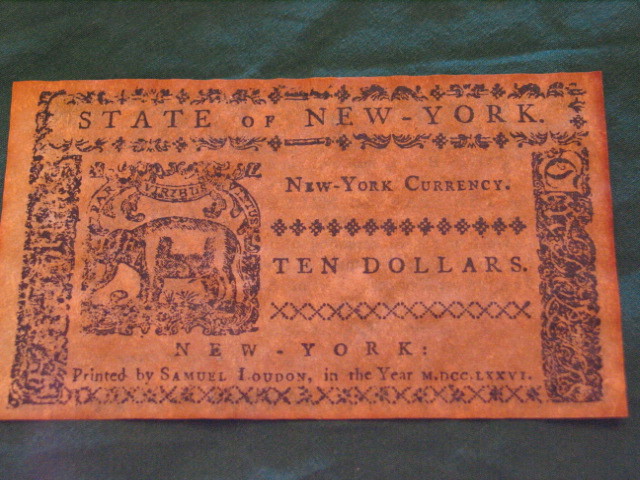 STATE OF NEW-YORK.
NEW-YORK CURRENCY.
VIRTUE
TEN DOLLARS.
NEW-YORK:
Printed by SAMUEL LOUDON, in the Year M.DCC.LXXVI.